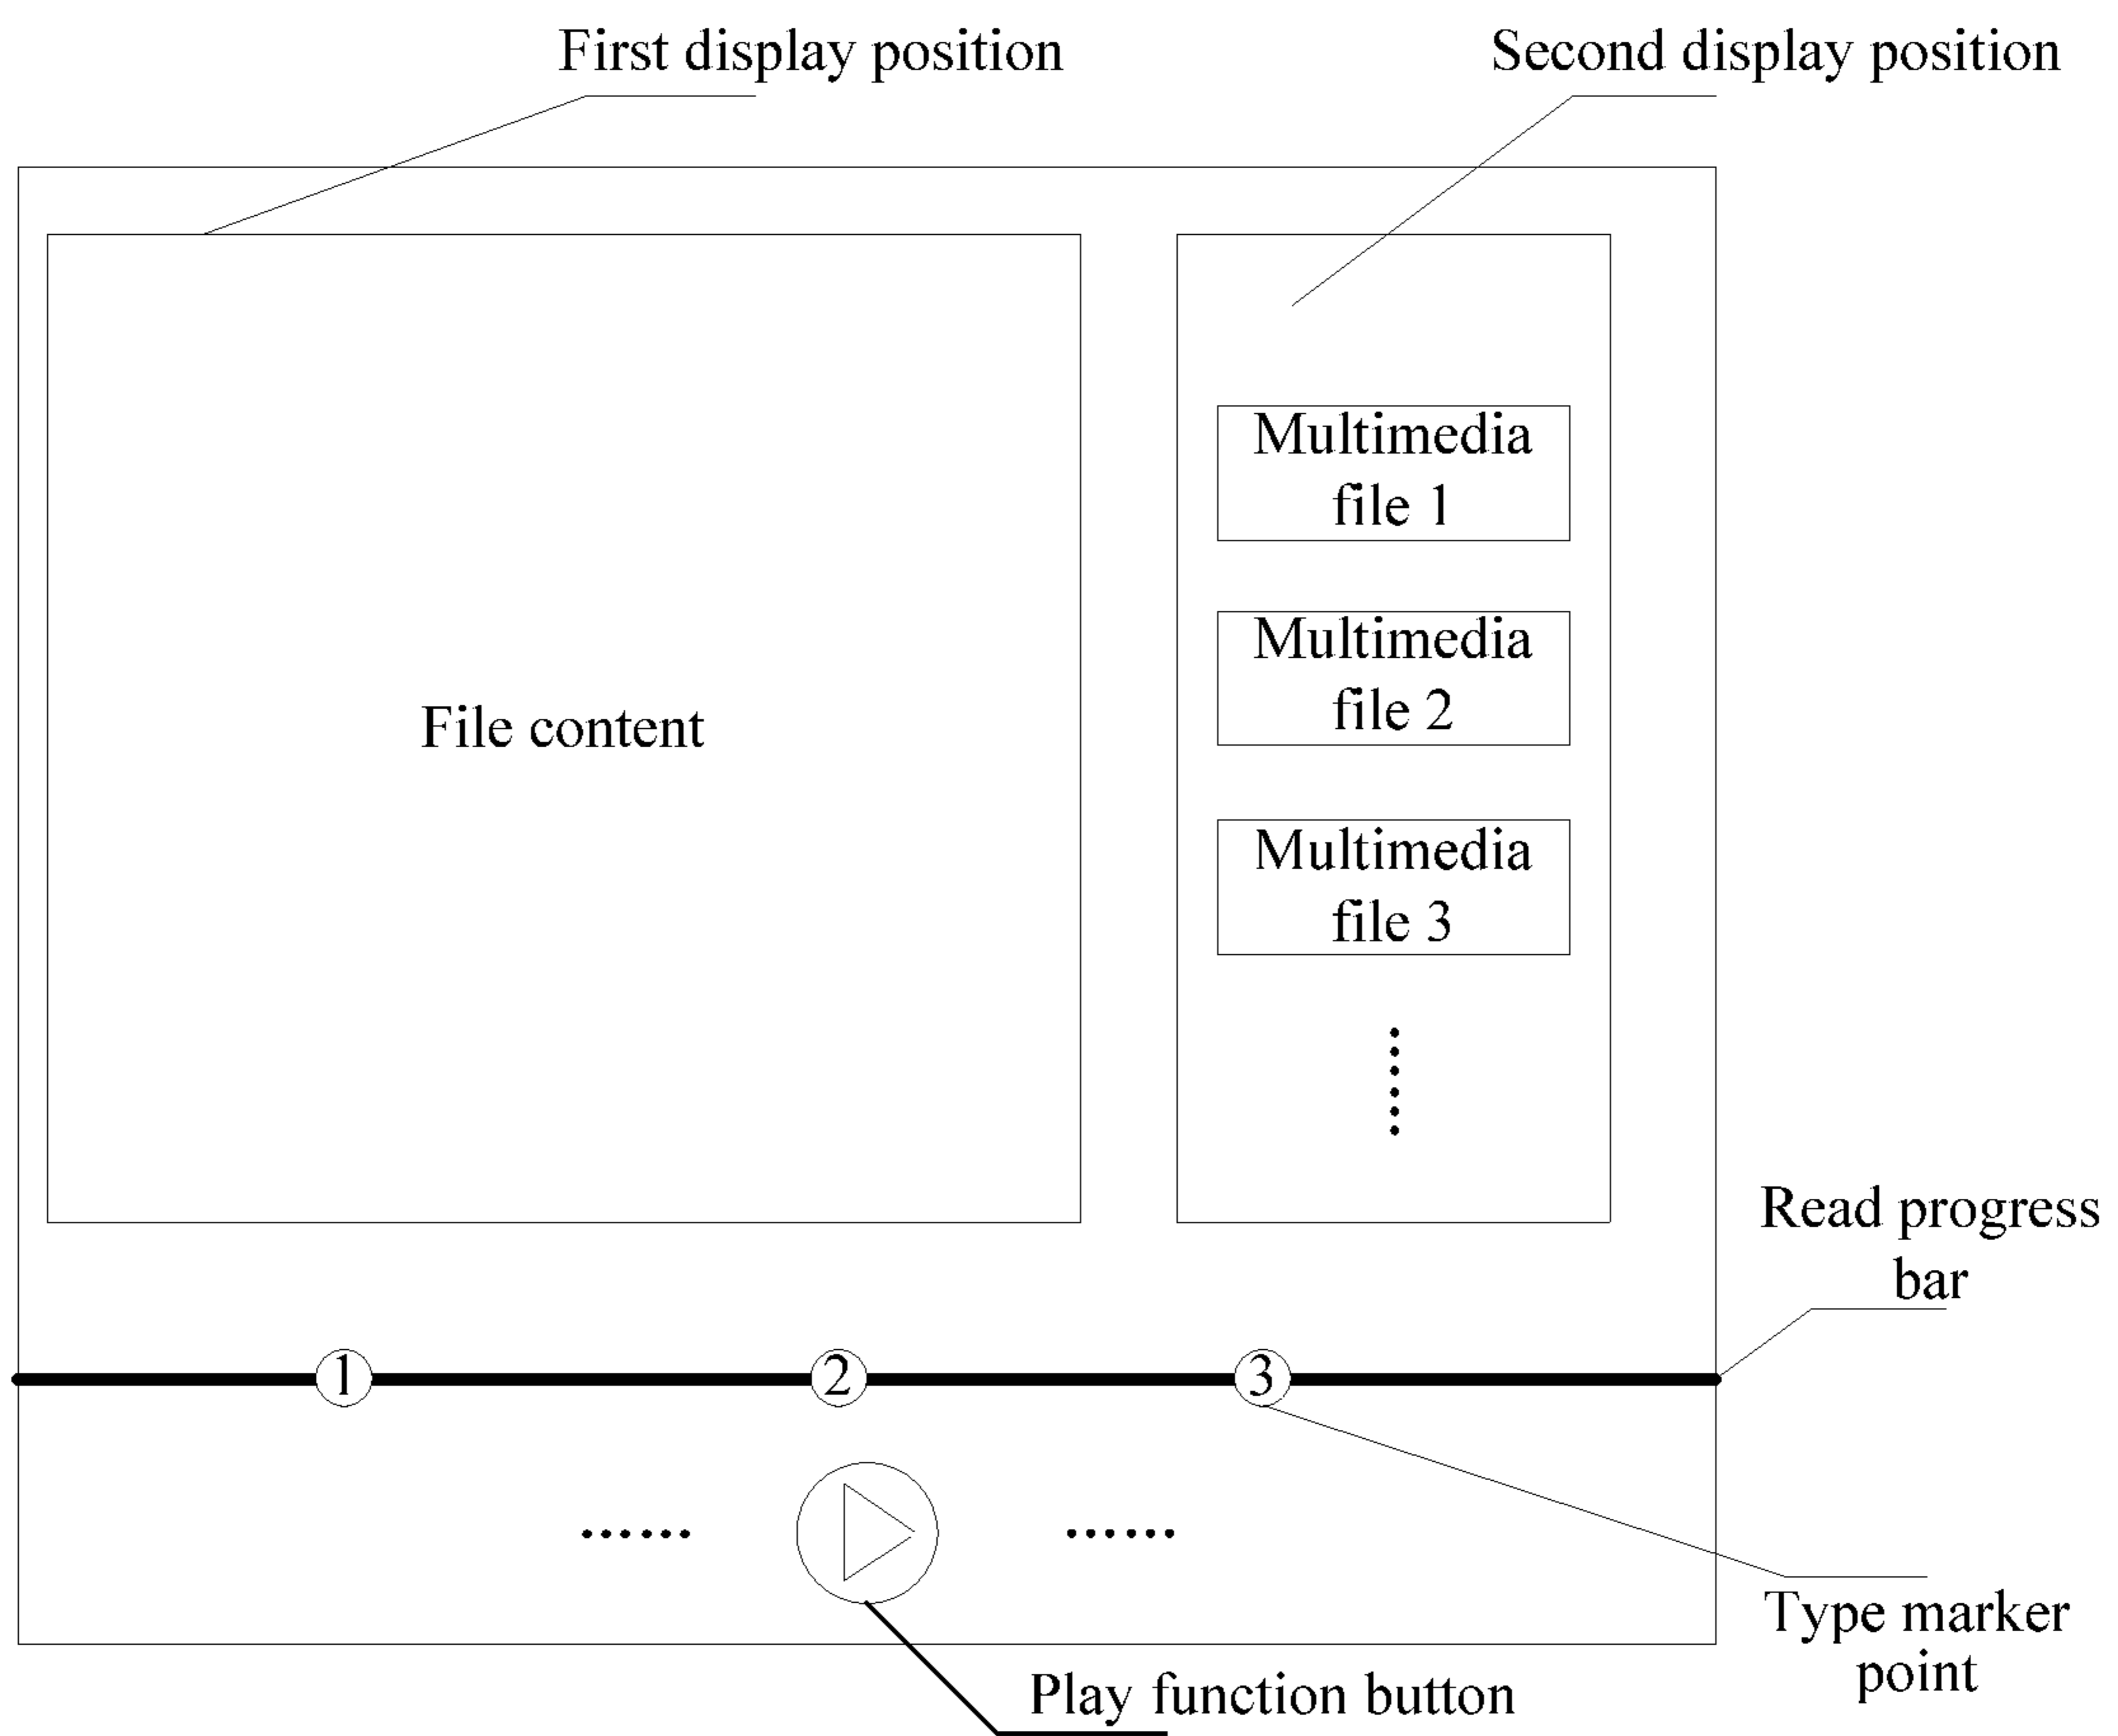 First display position
Second display position
Multimedia
file 1
Multimedia
file 2
File content
Multimedia
file 3
Read progress
bar
1
2
3
Type marker
point
Play function button